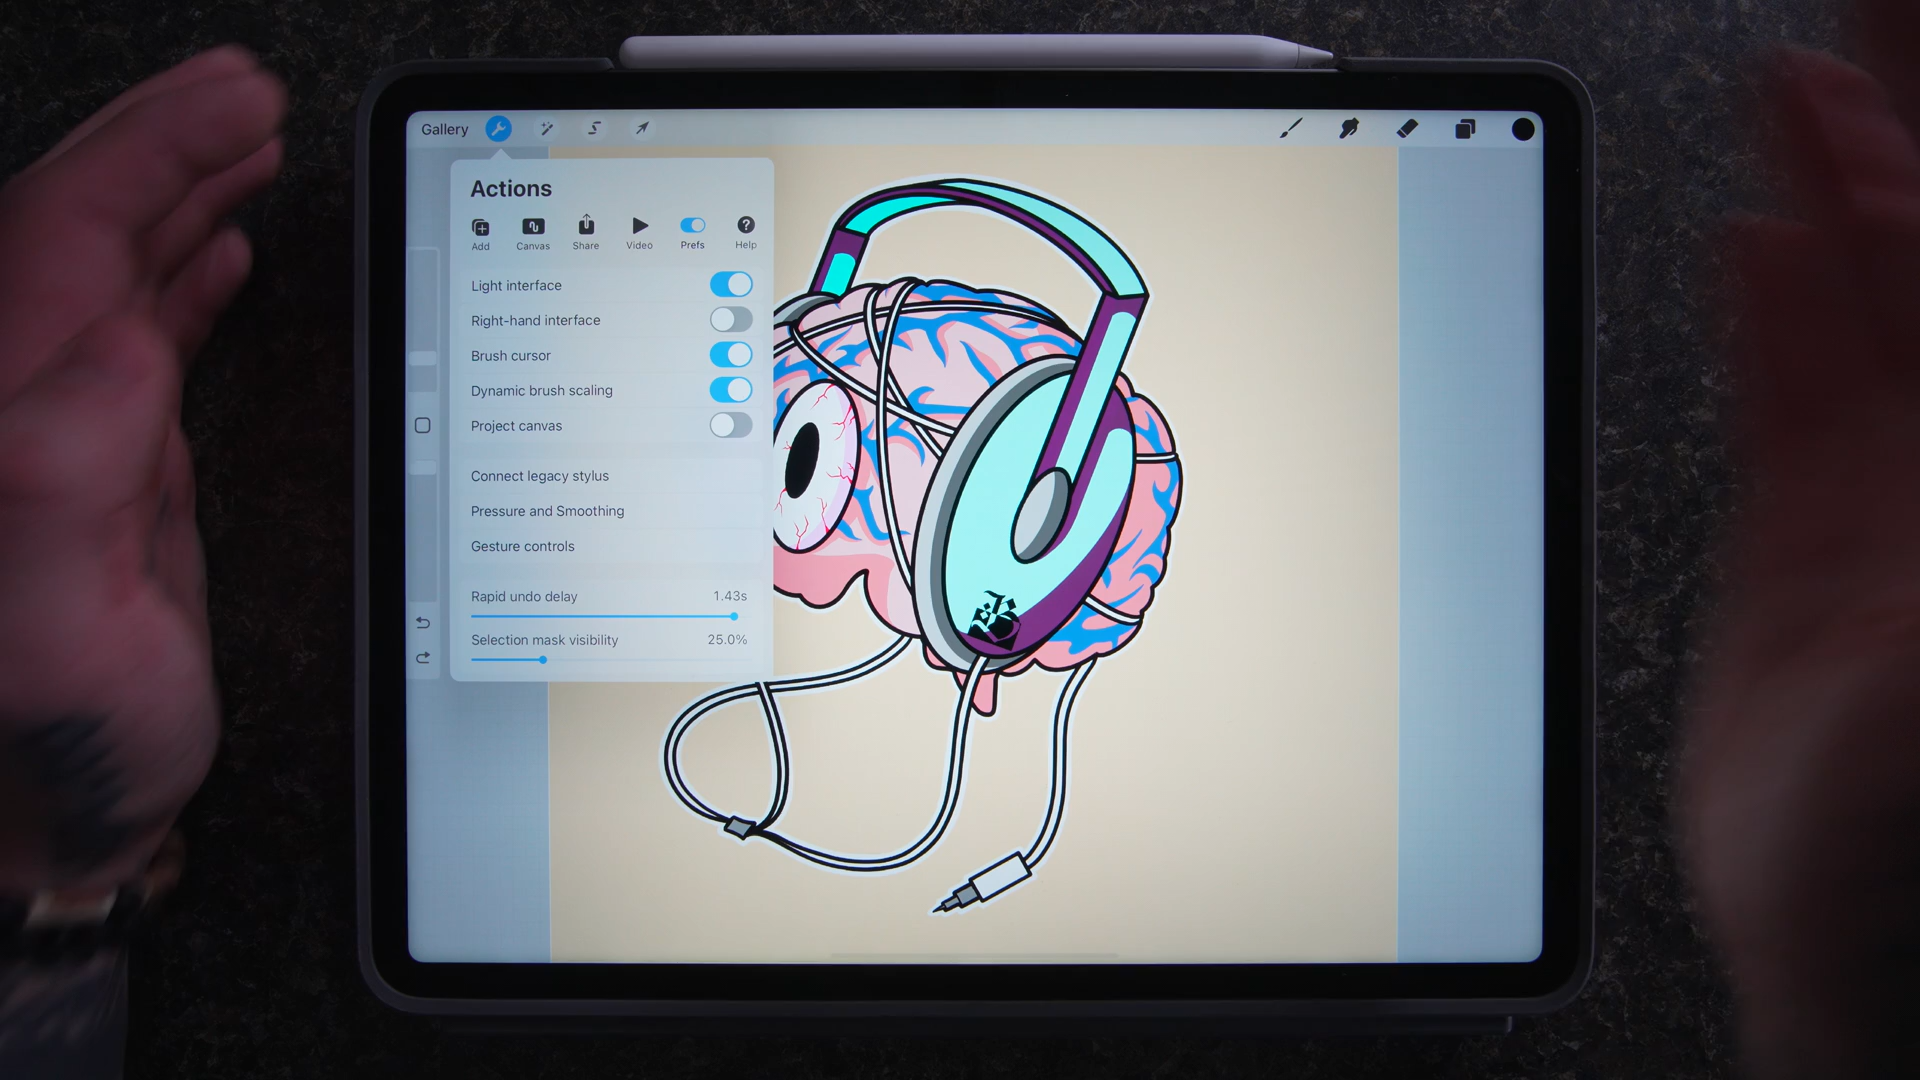 Gallery
Actions
Add Canvas Share Video Prefs Help
Light interface
Right-hand interface
Brush cursor
Dynamic brush scaling
Project canvas
Connect legacy stylus
Pressure and Smoothing
Gesture controls
Rapid undo delay 1.43s
Selection mask visibility 25.0%